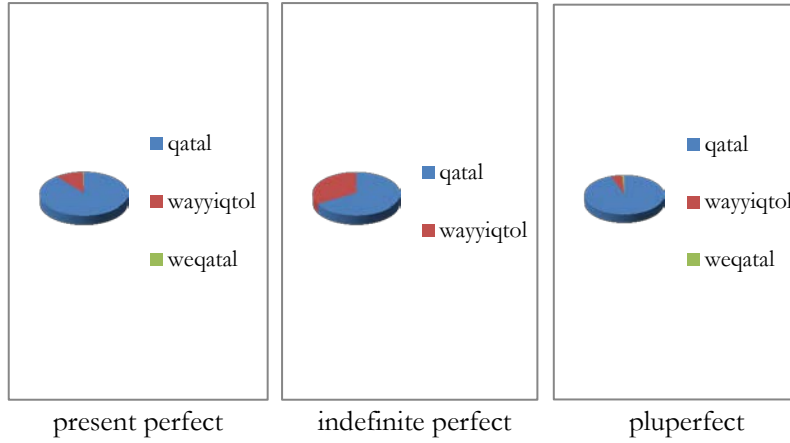 qatal
wayyiqtol
weqatal
qatal
wayyiqtol
qatal
wayyiqtol
weqatal
present perfect
indefinite perfect
pluperfect